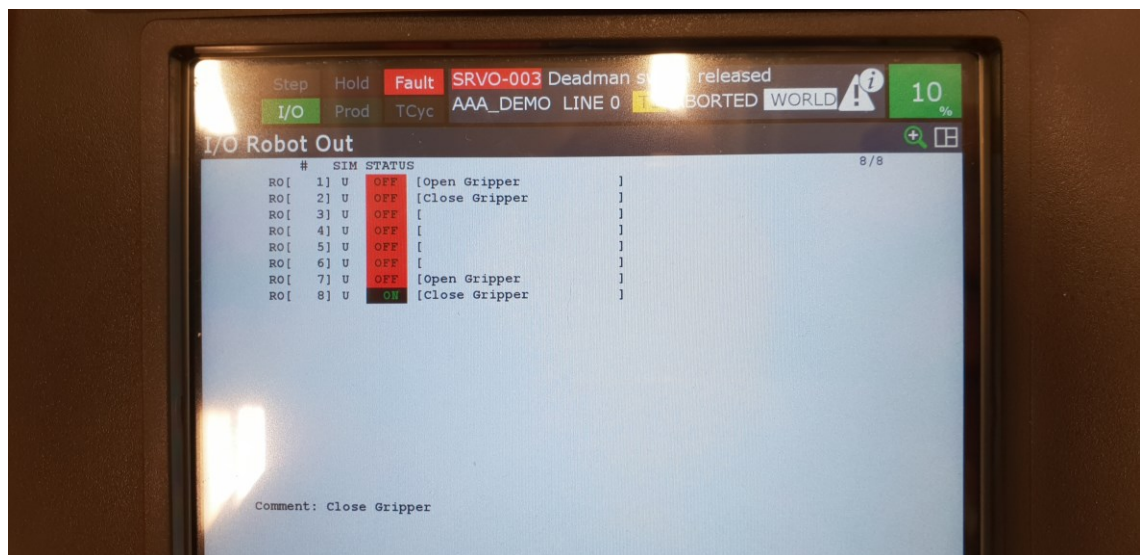 Step Hold Fault SRVO-003 Deadman released
I/O Prod TCyc AAA_DEMO LINE 0 BORTED WORLD 10 %
I/O Robot Out
# SIM STATUS 8/8
RO[ 1] U OFF [Open Gripper ]
RO[ 2] U OFF [Close Gripper ]
RO[ 3] U OFF [ ]
RO[ 4] U OFF [ ]
RO[ 5] U OFF [ ]
RO[ 6] U OFF [ ]
RO[ 7] U OFF [Open Gripper ]
RO[ 8] U ON [Close Gripper ]
Comment: Close Gripper